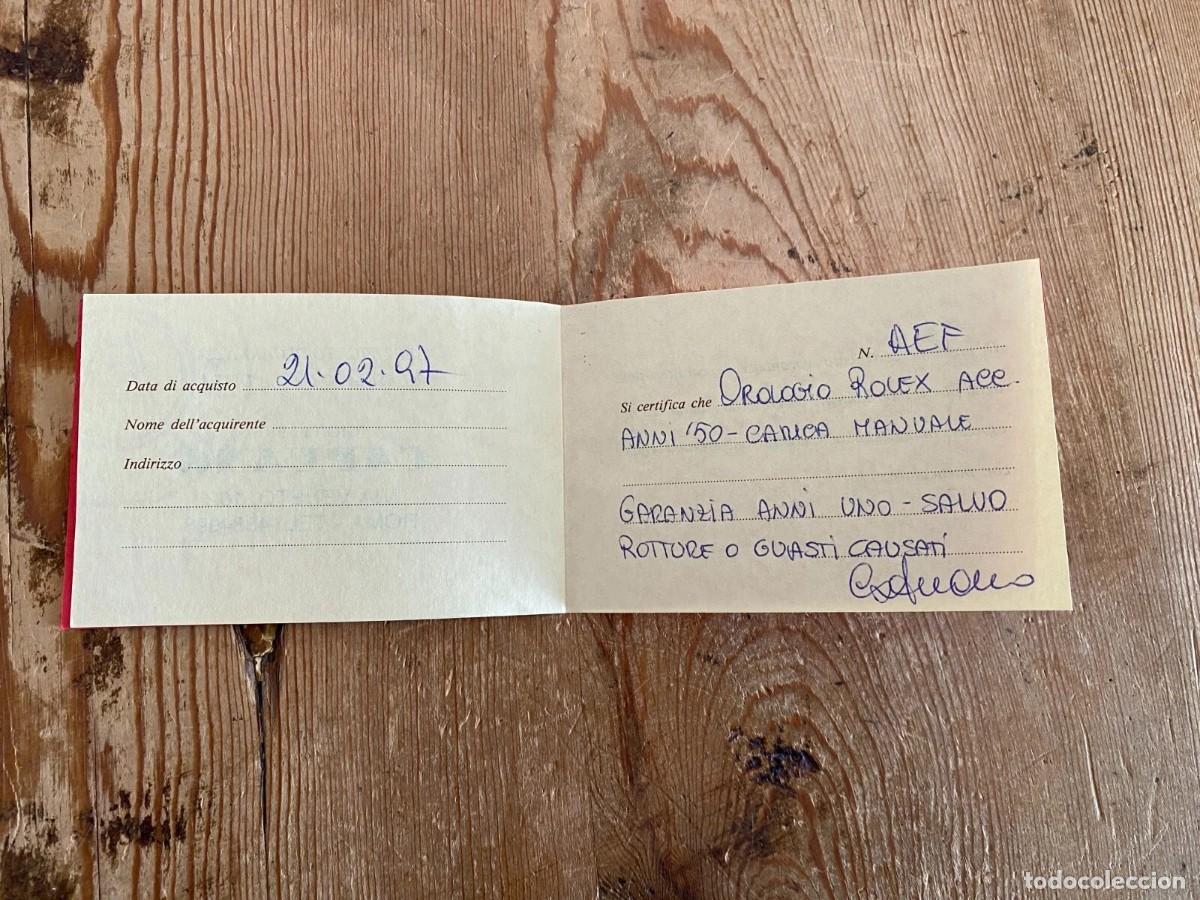 Data di acquisto 21.02.97
Nome dell'acquirente
Indirizzo
N. AEF
Si certifica che OROLOGIO ROLEX ACC.
ANNI '50 - CARICA MANUALE
GARANZIA ANNI UNO - SALVO
ROTTURE O GUASTI CAUSATI
todocoleccion